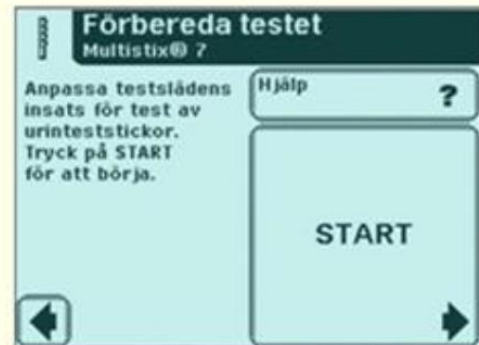 Förbereda testet
Multistix® 7
Anpassa testslädens
insats för test av
urinteststickor.
Tryck på START
för att börja.
Hjälp ?
START